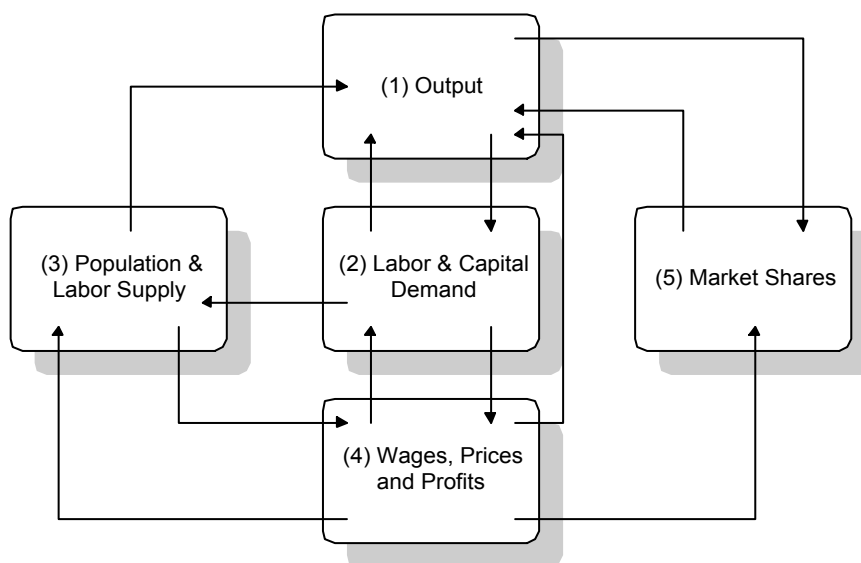 (1) Output
(3) Population &
Labor Supply
(2) Labor & Capital
Demand
(5) Market Shares
(4) Wages, Prices
and Profits